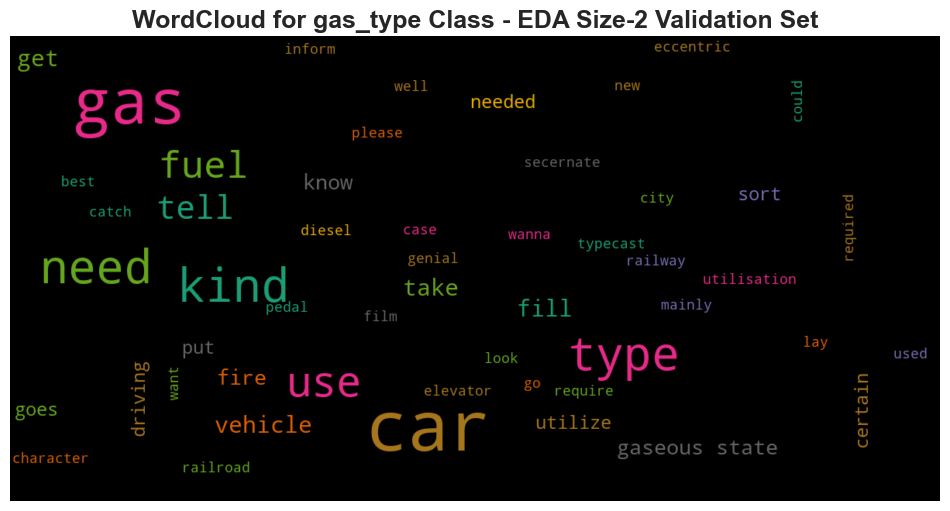 WordCloud for gas_type Class - EDA Size-2 Validation Set
inform
eccentric
get
well
new
gas
needed
could
please
fuel
secernate
know
best
tell
city
sort
catch
required
diesel
case
wanna
typecast
need
genial
railway
kind
take
utilisation
pedal
film
fill
mainly
put
type
lay
look
used
want
fire
use
driving
elevator
go
require
goes
car
certain
vehicle
utilize
gaseous state
character
railroad